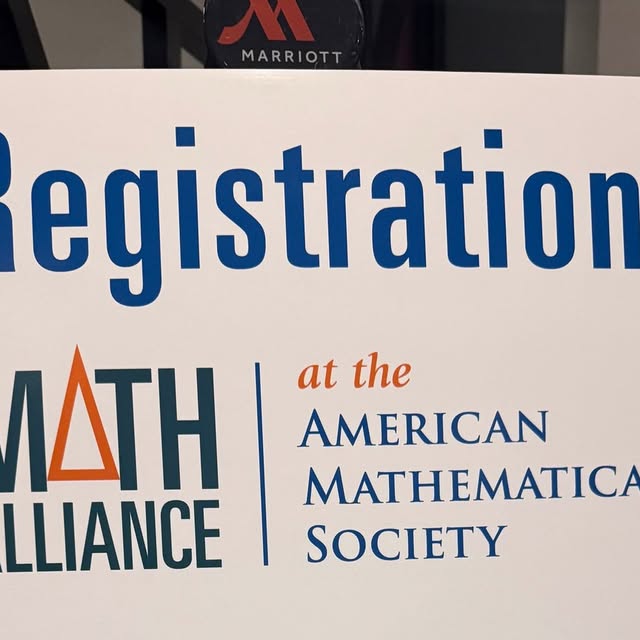 MARRIOTT
Registration
MATH
ALLIANCE
at the
AMERICAN
MATHEMATICA
SOCIETY